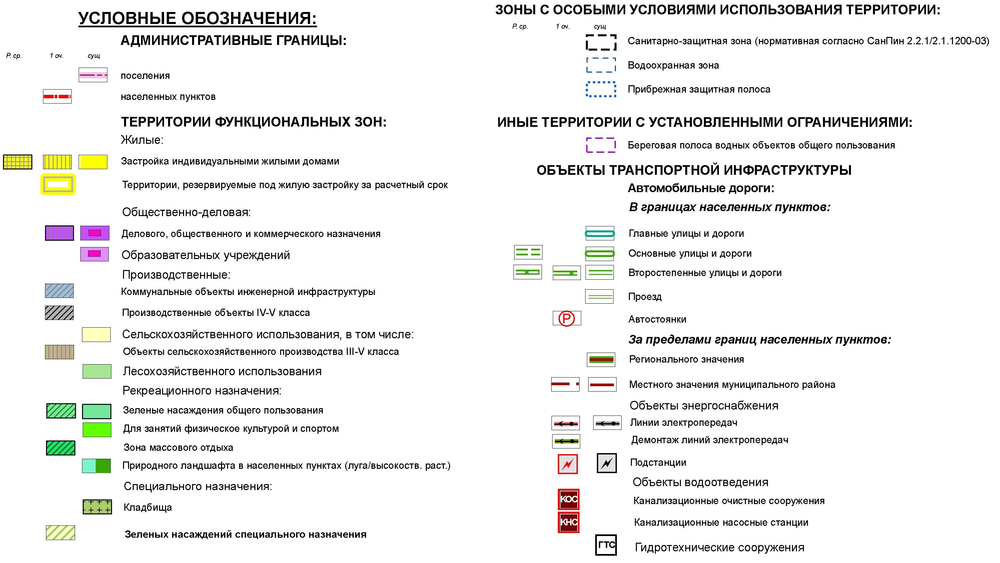 УСЛОВНЫЕ ОБОЗНАЧЕНИЯ:
АДМИНИСТРАТИВНЫЕ ГРАНИЦЫ:
Р. ср. 1 оч. сущ
поселения
населенных пунктов
ТЕРРИТОРИИ ФУНКЦИОНАЛЬНЫХ ЗОН:
Жилые:
Застройка индивидуальными жилыми домами
Территории, резервируемые под жилую застройку за расчетный срок
Общественно-деловая:
Делового, общественного и коммерческого назначения
Образовательных учреждений
Производственные:
Коммунальные объекты инженерной инфраструктуры
Производственные объекты IV-V класса
Сельскохозяйственного использования, в том числе:
Объекты сельскохозяйственного производства III-V класса
Лесохозяйственного использования
Рекреационного назначения:
Зеленые насаждения общего пользования
Для занятий физическое культурой и спортом
Зона массового отдыха
Природного ландшафта в населенных пунктах (луга/высокоств. раст.)
Специального назначения:
Кладбища
Зеленых насаждений специального назначения
ЗОНЫ С ОСОБЫМИ УСЛОВИЯМИ ИСПОЛЬЗОВАНИЯ ТЕРРИТОРИИ:
Р. ср. 1 оч. сущ
Санитарно-защитная зона (нормативная согласно СанПин 2.2.1/2.1.1200-03)
Водоохранная зона
Прибрежная защитная полоса
ИНЫЕ ТЕРРИТОРИИ С УСТАНОВЛЕННЫМИ ОГРАНИЧЕНИЯМИ:
Береговая полоса водных объектов общего пользования
ОБЪЕКТЫ ТРАНСПОРТНОЙ ИНФРАСТРУКТУРЫ
Автомобильные дороги:
В границах населенных пунктов:
Главные улицы и дороги
Основные улицы и дороги
Второстепенные улицы и дороги
Проезд
Р Автостоянки
За пределами границ населенных пунктов:
Регионального значения
Местного значения муниципального района
Объекты энергоснабжения
Линии электропередач
Демонтаж линий электропередач
Подстанции
Объекты водоотведения
КОС Канализационные очистные сооружения
КНС Канализационные насосные станции
ГТС Гидротехнические сооружения